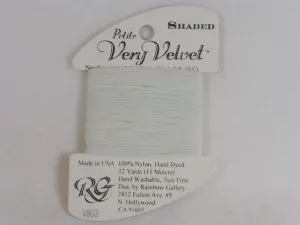 SHADED
Petite
Very Velvet™
Made in USA
100% Nylon, Hand Dyed
12 Yards (11 Meters)
Hand Washable, Test First
Dist. by Rainbow Gallery
7412 Fulton Ave. #5
N. Hollywood
CA 91605
RG
V803